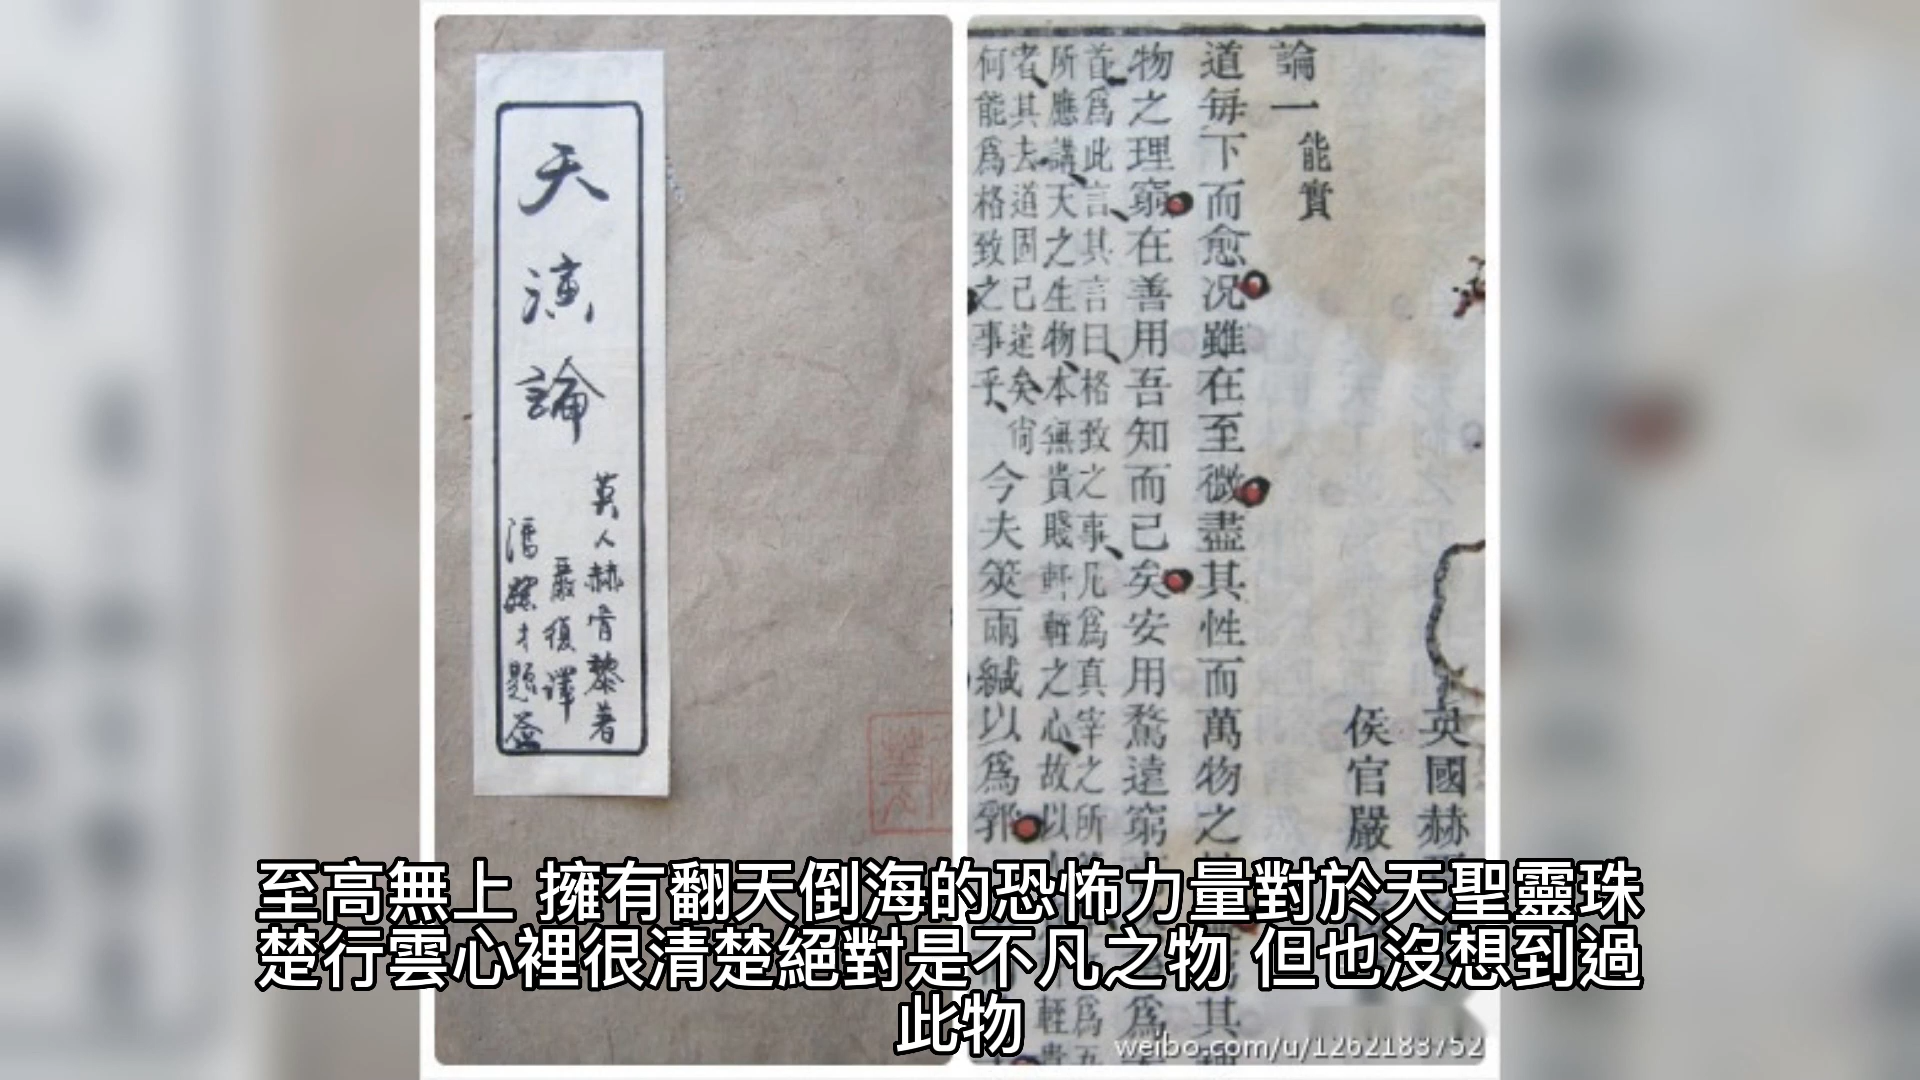 天演論
英人赫胥黎著
嚴復譯
題簽
論一 能實
道每下而愈况雖在至微盡其性而萬物之
物之理窮在善用吾知而已矣安用騖遠窮
首爲此言其言曰格致之事凡爲真宰之所
所應講天之生物本無貴賤軒輊之心故以
者其去道固已遠矣尙
何能爲格致之事乎
今夫筴兩緘以爲郛
英國赫
侯官嚴
至高無上 擁有翻天倒海的恐怖力量對於天聖靈珠
楚行雲心裡很清楚絕對是不凡之物 但也沒想到過
此物
weibo.com/u/1262183752